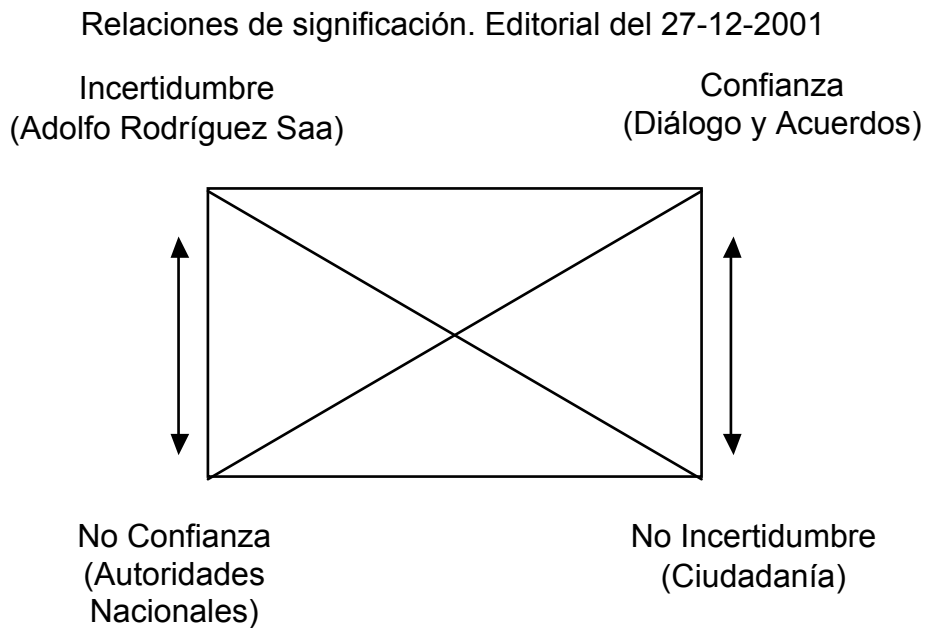 Relaciones de significación. Editorial del 27-12-2001
Incertidumbre
(Adolfo Rodríguez Saa)
Confianza
(Diálogo y Acuerdos)
No Confianza
(Autoridades
Nacionales)
No Incertidumbre
(Ciudadanía)